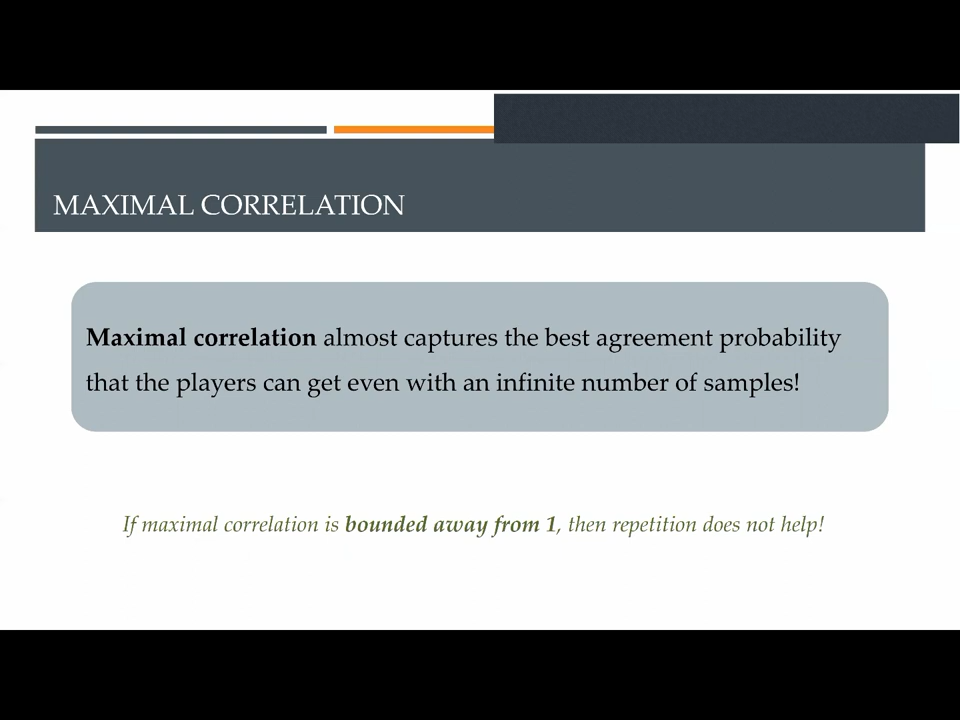 MAXIMAL CORRELATION
Maximal correlation almost captures the best agreement probability
that the players can get even with an infinite number of samples!
If maximal correlation is bounded away from 1, then repetition does not help!